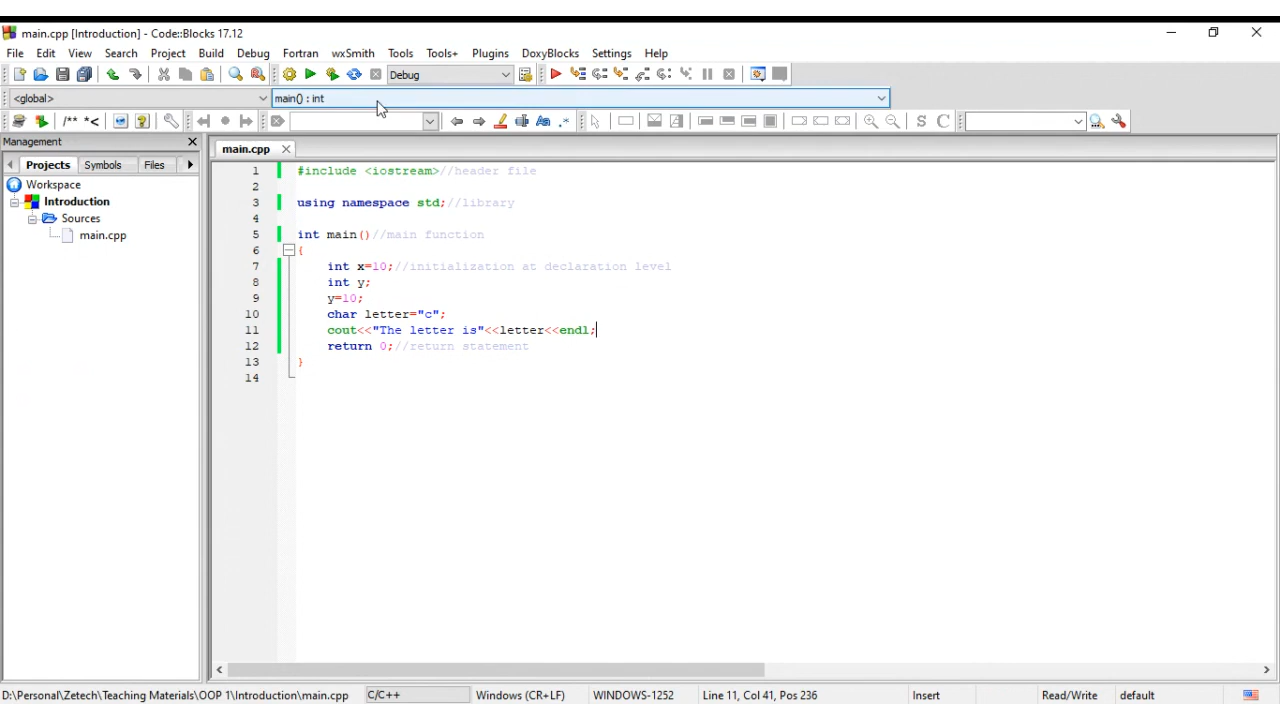 main.cpp [Introduction] - Code::Blocks 17.12
File Edit View Search Project Build Debug Fortran wxSmith Tools Tools+ Plugins DoxyBlocks Settings Help
Debug
<global> main() : int
/** *< Aa .* S C
Management
main.cpp
Projects Symbols Files
Workspace
Introduction
Sources
main.cpp
1 #include <iostream>//header file
2
3 using namespace std;//library
4
5 int main()//main function
6 {
7 int x=10;//initialization at declaration level
8 int y;
9 y=10;
10 char letter="c";
11 cout<<"The letter is"<<letter<<endl;
12 return 0;//return statement
13 }
14
D:\Personal\Zetech\Teaching Materials\OOP 1\Introduction\main.cpp C/C++ Windows (CR+LF) WINDOWS-1252 Line 11, Col 41, Pos 236 Insert Read/Write default